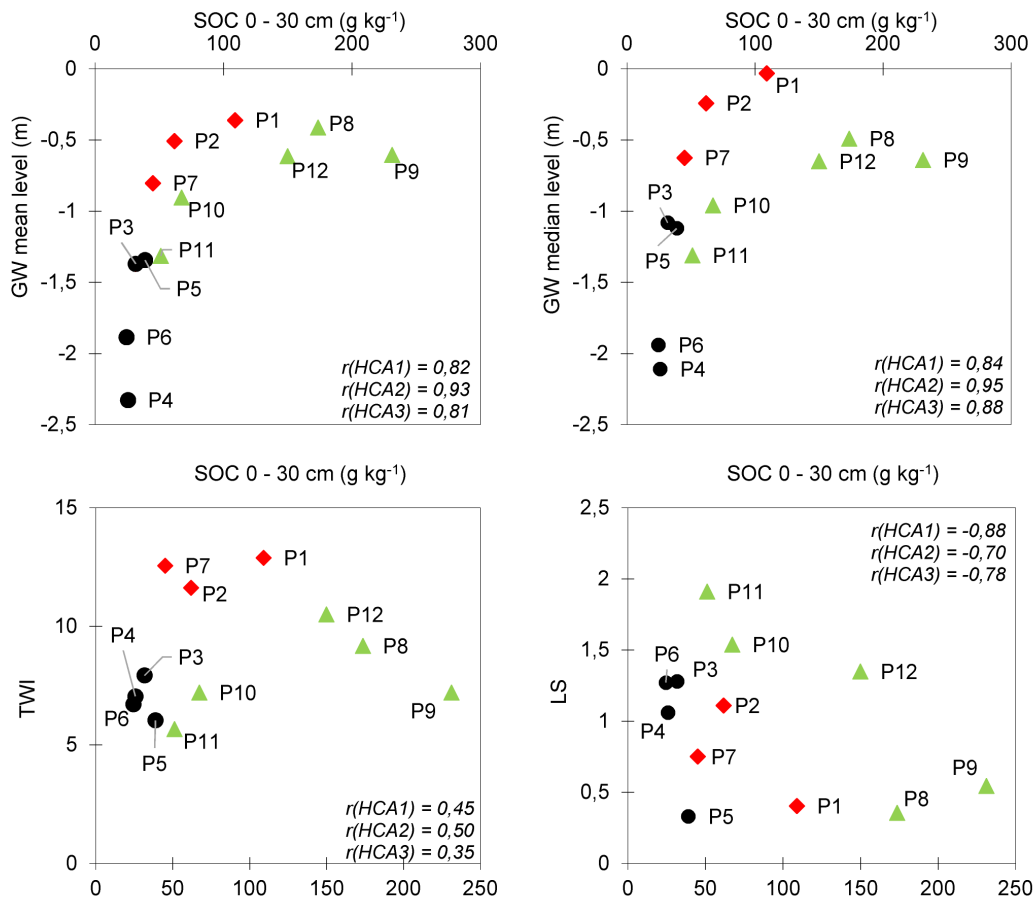 SOC 0 - 30 cm (g kg⁻¹)
0 100 200 300
GW mean level (m)
0
-0,5
-1
-1,5
-2
-2,5
P1
P8
P2
P12
P9
P7
P10
P3
P11
P5
P6
P4
r(HCA1) = 0,82
r(HCA2) = 0,93
r(HCA3) = 0,81
SOC 0 - 30 cm (g kg⁻¹)
0 100 200 300
GW median level (m)
0
-0,5
-1
-1,5
-2
-2,5
P1
P2
P8
P7
P12
P9
P3
P10
P5
P11
P6
P4
r(HCA1) = 0,84
r(HCA2) = 0,95
r(HCA3) = 0,88
SOC 0 - 30 cm (g kg⁻¹)
TWI
15
10
5
0
P7
P1
P2
P12
P4
P3
P8
P10
P6
P9
P11
P5
r(HCA1) = 0,45
r(HCA2) = 0,50
r(HCA3) = 0,35
0 50 100 150 200 250
SOC 0 - 30 cm (g kg⁻¹)
LS
2,5
2
1,5
1
0,5
0
r(HCA1) = -0,88
r(HCA2) = -0,70
r(HCA3) = -0,78
P11
P10
P6
P3
P12
P4
P2
P7
P9
P5
P1
P8
0 50 100 150 200 250